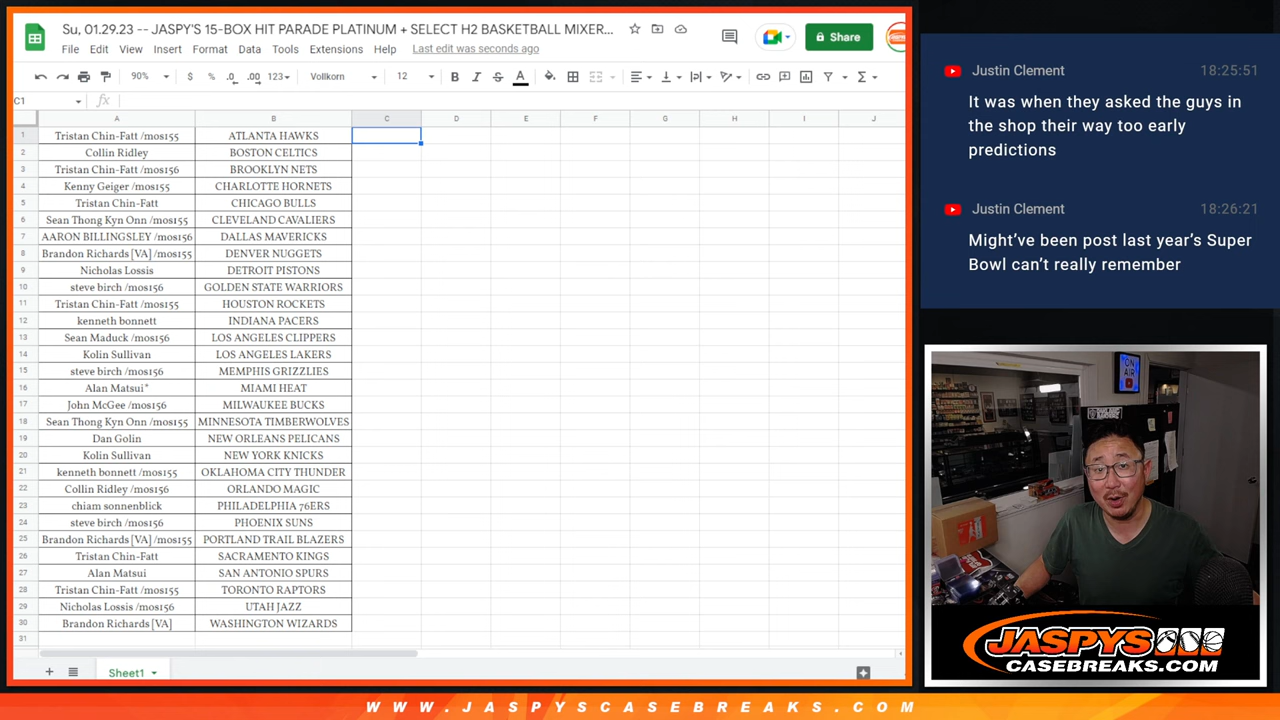 Su, 01.29.23 -- JASPY'S 15-BOX HIT PARADE PLATINUM + SELECT H2 BASKETBALL MIXER...
File Edit View Insert Format Data Tools Extensions Help Last edit was seconds ago
Share
90% $ % .0 .00 123 Vollkorn 12 B I S A
C1 fx
A B C D E F G H I J
1 Tristan Chin-Fatt /mos155 ATLANTA HAWKS
2 Collin Ridley BOSTON CELTICS
3 Tristan Chin-Fatt /mos156 BROOKLYN NETS
4 Kenny Geiger /mos155 CHARLOTTE HORNETS
5 Tristan Chin-Fatt CHICAGO BULLS
6 Sean Thong Kyn Onn /mos155 CLEVELAND CAVALIERS
7 AARON BILLINGSLEY /mos156 DALLAS MAVERICKS
8 Brandon Richards [VA] /mos155 DENVER NUGGETS
9 Nicholas Lossis DETROIT PISTONS
10 steve birch /mos156 GOLDEN STATE WARRIORS
11 Tristan Chin-Fatt /mos155 HOUSTON ROCKETS
12 kenneth bonnett INDIANA PACERS
13 Sean Maduck /mos156 LOS ANGELES CLIPPERS
14 Kolin Sullivan LOS ANGELES LAKERS
15 steve birch /mos156 MEMPHIS GRIZZLIES
16 Alan Matsui* MIAMI HEAT
17 John McGee /mos156 MILWAUKEE BUCKS
18 Sean Thong Kyn Onn /mos155 MINNESOTA TIMBERWOLVES
19 Dan Golin NEW ORLEANS PELICANS
20 Kolin Sullivan NEW YORK KNICKS
21 kenneth bonnett /mos155 OKLAHOMA CITY THUNDER
22 Collin Ridley /mos156 ORLANDO MAGIC
23 chiam sonnenblick PHILADELPHIA 76ERS
24 steve birch /mos156 PHOENIX SUNS
25 Brandon Richards [VA] /mos155 PORTLAND TRAIL BLAZERS
26 Tristan Chin-Fatt SACRAMENTO KINGS
27 Alan Matsui SAN ANTONIO SPURS
28 Tristan Chin-Fatt /mos155 TORONTO RAPTORS
29 Nicholas Lossis /mos156 UTAH JAZZ
30 Brandon Richards [VA] WASHINGTON WIZARDS
31
Sheet1
Justin Clement 18:25:51
It was when they asked the guys in
the shop their way too early
predictions
Justin Clement 18:26:21
Might've been post last year's Super
Bowl can't really remember
ON
AIR
JASPYS
CASEBREAKS.COM
WWW.JASPYSCASEBREAKS.COM